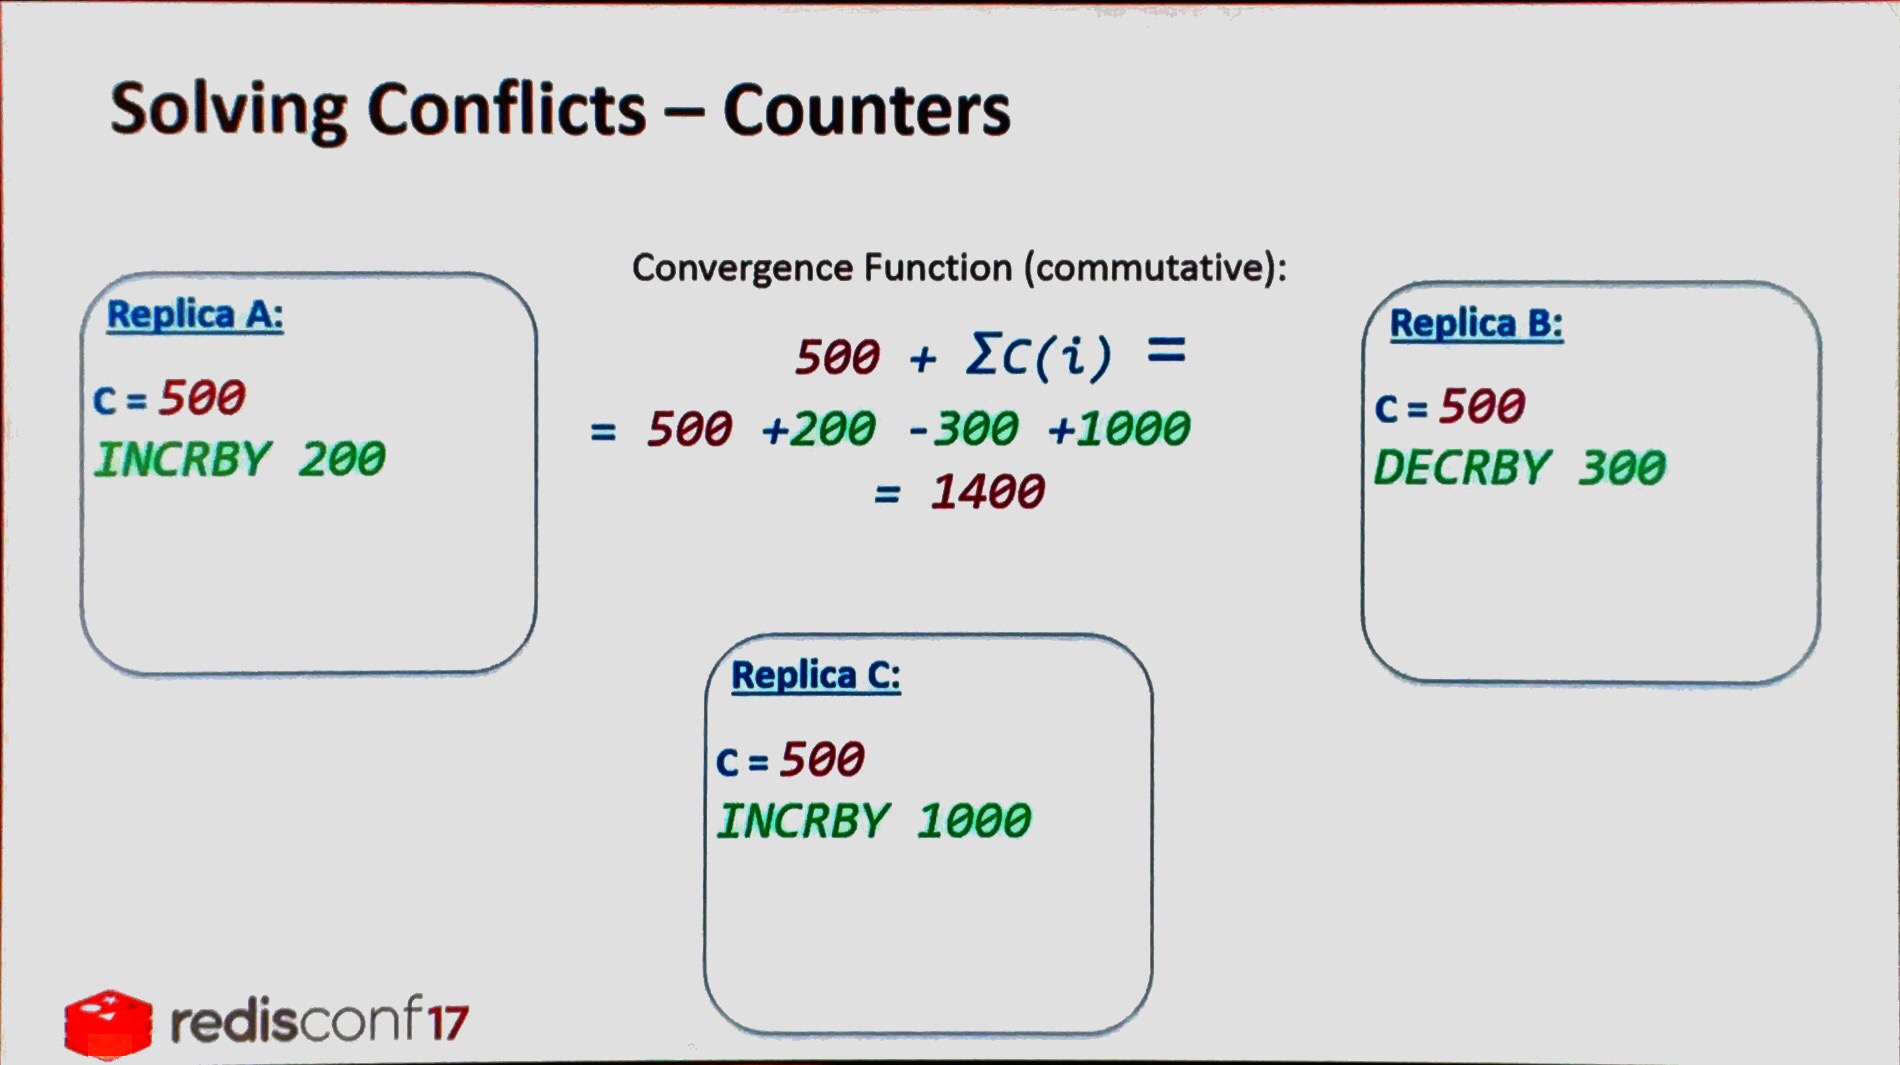 Solving Conflicts – Counters
Convergence Function (commutative):
500 + ΣC(i) =
= 500 +200 -300 +1000
= 1400
Replica A:
C = 500
INCRBY 200
Replica B:
C = 500
DECRBY 300
Replica C:
C = 500
INCRBY 1000
redisconf17